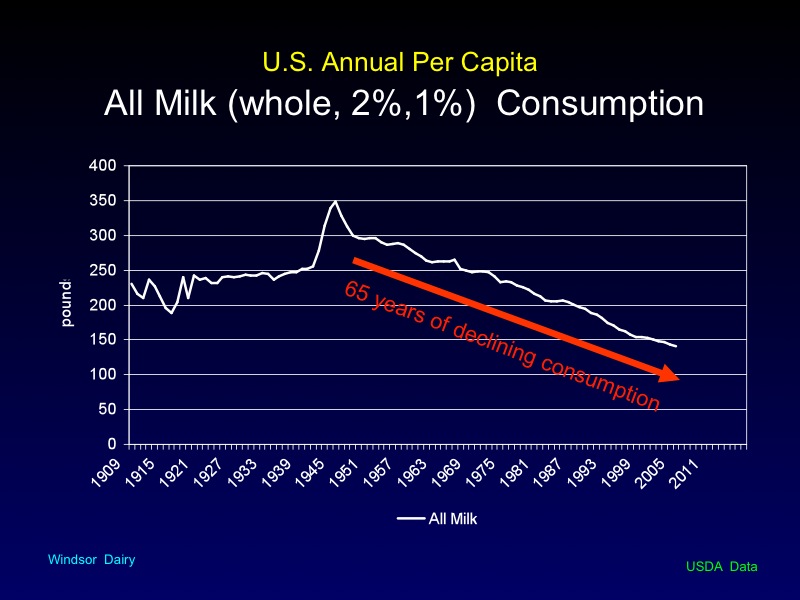 U.S. Annual Per Capita
All Milk (whole, 2%,1%) Consumption
400
350
300
250
200
150
100
50
0
pounds
65 years of declining consumption
1909 1915 1921 1927 1933 1939 1945 1951 1957 1963 1969 1975 1981 1987 1993 1999 2005 2011
All Milk
Windsor Dairy
USDA Data